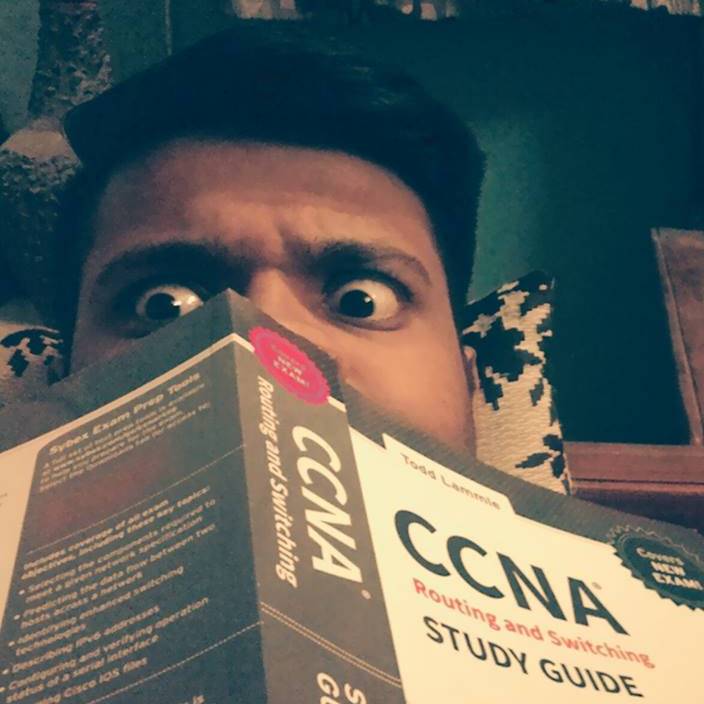 Sybex Exam Prep Tools
Includes coverage of all exam
objectives, including these key topics:
• Selecting the components required to
meet a given network specification
• Predicting the data flow between two
hosts across a network
• Identifying enhanced switching
technologies
• Describing IPv6 addresses
• Configuring and verifying operation
status of a serial interface
Cisco IOS files
Covers
NEW
EXAM!
CCNA®
Routing and Switching
Todd Lammle
CCNA®
Routing and Switching
STUDY GUIDE
Covers
NEW
EXAM!